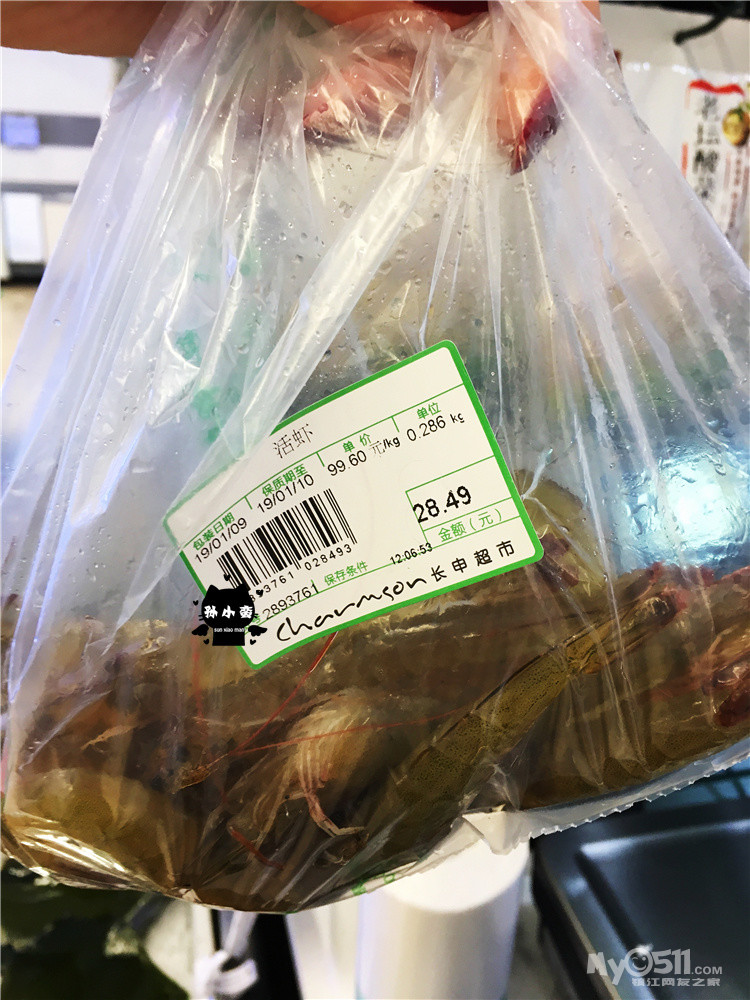 活虾
包装日期 保质期至 单价 单位
19/01/09 19/01/10 99.60 元/kg 0.286 kg
28.49
金额(元)
3761 028493
2893761 保存条件 12:06:53
charmson 长申超市
孙小蛮
sun xiao man
My0511.COM
镇江网友之家